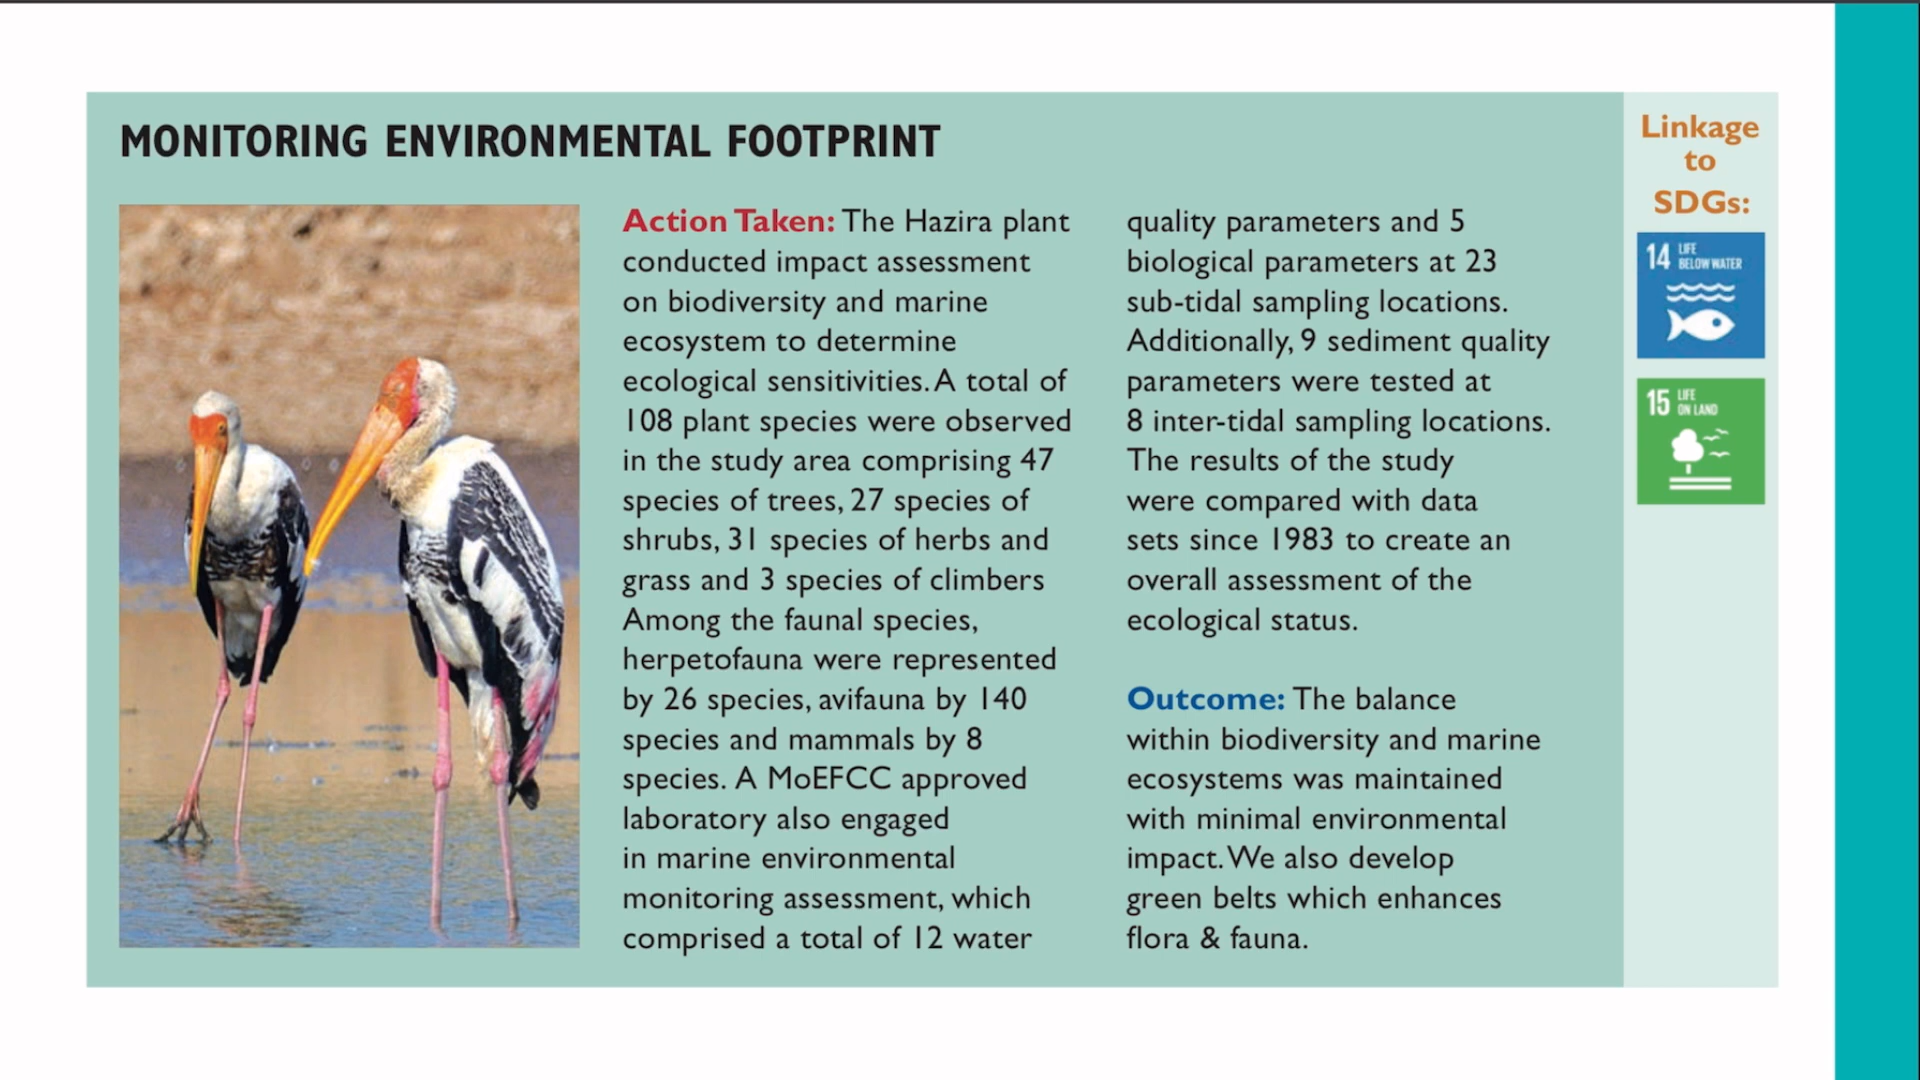 MONITORING ENVIRONMENTAL FOOTPRINT
Action Taken: The Hazira plant
conducted impact assessment
on biodiversity and marine
ecosystem to determine
ecological sensitivities. A total of
108 plant species were observed
in the study area comprising 47
species of trees, 27 species of
shrubs, 31 species of herbs and
grass and 3 species of climbers
Among the faunal species,
herpetofauna were represented
by 26 species, avifauna by 140
species and mammals by 8
species. A MoEFCC approved
laboratory also engaged
in marine environmental
monitoring assessment, which
comprised a total of 12 water
quality parameters and 5
biological parameters at 23
sub-tidal sampling locations.
Additionally, 9 sediment quality
parameters were tested at
8 inter-tidal sampling locations.
The results of the study
were compared with data
sets since 1983 to create an
overall assessment of the
ecological status.
Outcome: The balance
within biodiversity and marine
ecosystems was maintained
with minimal environmental
impact. We also develop
green belts which enhances
flora & fauna.
Linkage
to
SDGs:
14 LIFE
BELOW WATER
15 LIFE
ON LAND